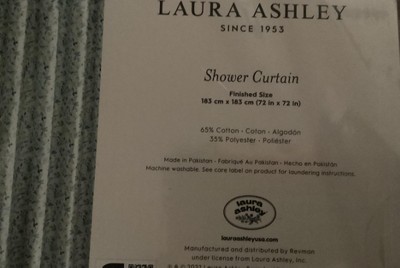 LAURA ASHLEY
SINCE 1953
Shower Curtain
Finished Size
183 cm x 183 cm (72 in x 72 in)
65% Cotton - Coton - Algodón
35% Polyester - Poliéster
Made in Pakistan - Fabriqué Au Pakistan - Hecho en Pakistán
Machine washable. See care label on product for laundering instructions.
laura
ashley
lauraashleyusa.com
Manufactured and distributed by Revman
under license from Laura Ashley, Inc.